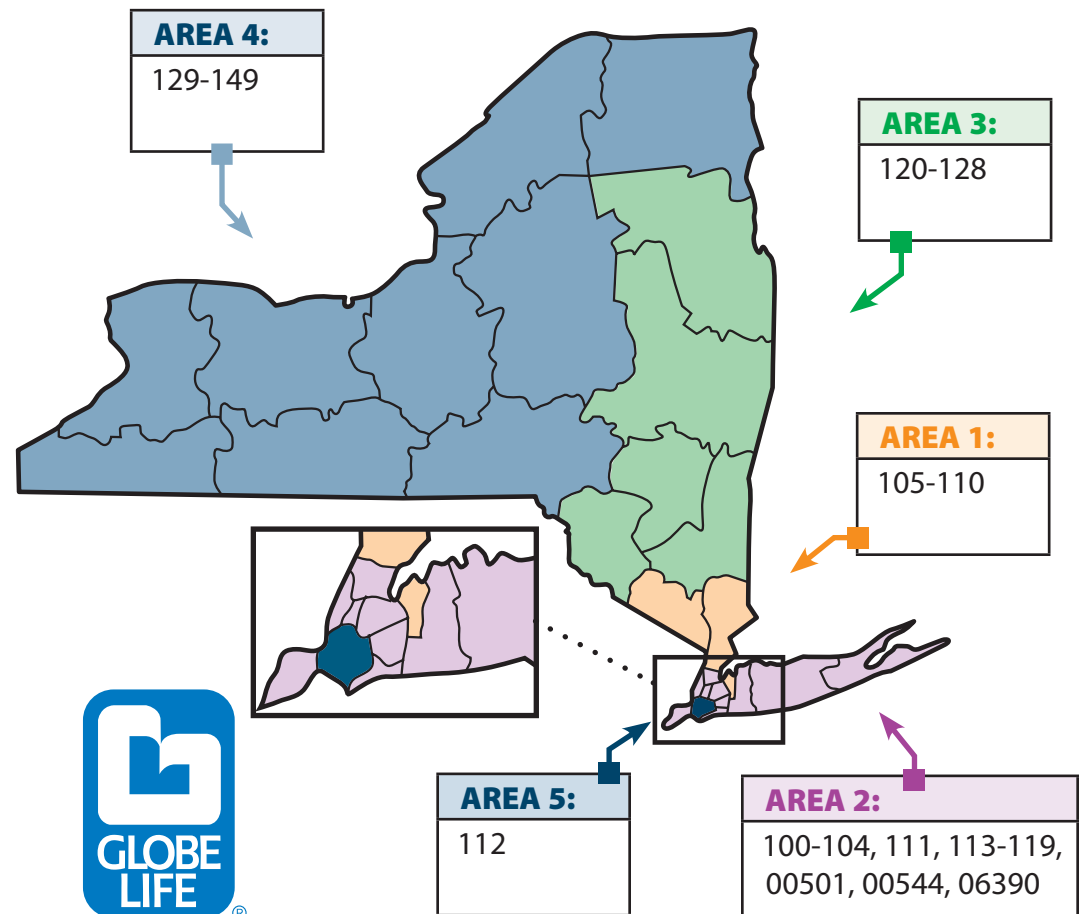 AREA 4:
129-149
AREA 3:
120-128
AREA 1:
105-110
AREA 5:
112
AREA 2:
100-104, 111, 113-119,
00501, 00544, 06390
GLOBE
LIFE
®